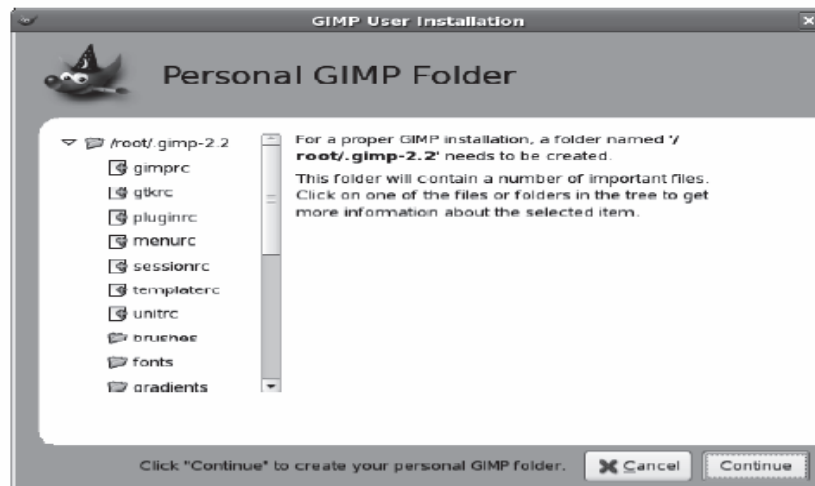 GIMP User Installation
Personal GIMP Folder
/root/.gimp-2.2
gimprc
gtkrc
pluginrc
menurc
sessionrc
templaterc
unitrc
brushes
fonts
gradients
For a proper GIMP installation, a folder named '/
root/.gimp-2.2' needs to be created.
This folder will contain a number of important files.
Click on one of the files or folders in the tree to get
more information about the selected item.
Click "Continue" to create your personal GIMP folder.
Cancel
Continue